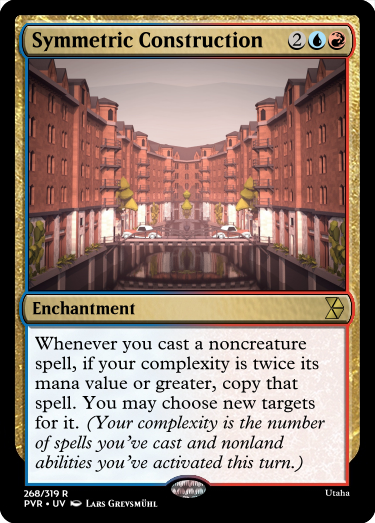 Symmetric Construction 2
Enchantment
Whenever you cast a noncreature
spell, if your complexity is twice its
mana value or greater, copy that
spell. You may choose new targets
for it. (Your complexity is the number
of spells you've cast and nonland
abilities you've activated this turn.)
268/319 R
Utaha
PVR • UV Lars Grevsmühl